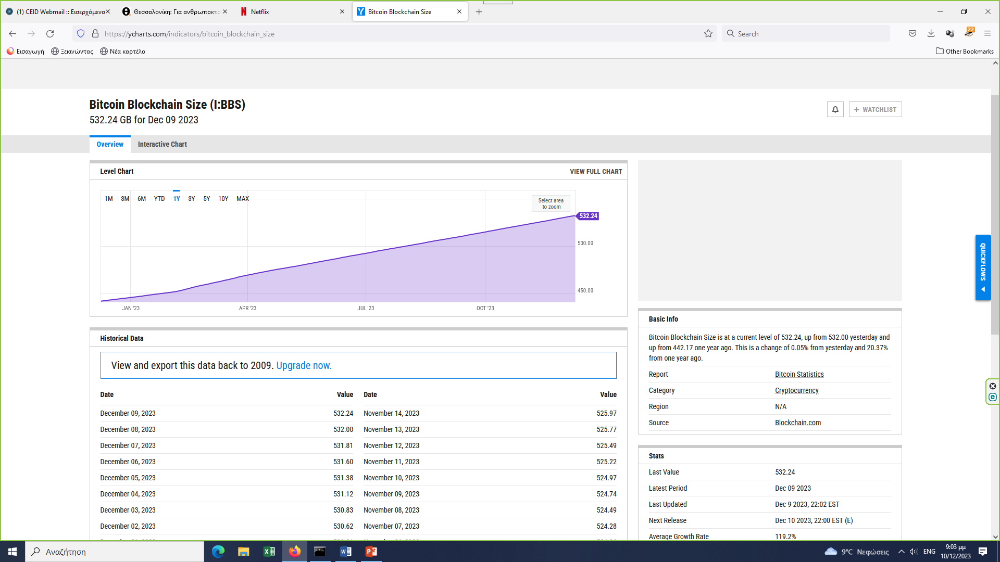 (1) CEID Webmail :: Εισερχόμενα
Θεσσαλονίκη: Για ανθρωποκτο
Netflix
Bitcoin Blockchain Size
https://ycharts.com/indicators/bitcoin_blockchain_size
Search
22
Εισαγωγή
Ξεκινώντας
Νέα καρτέλα
Other Bookmarks
Bitcoin Blockchain Size (I:BBS)
532.24 GB for Dec 09 2023
+ WATCHLIST
Overview
Interactive Chart
Level Chart
VIEW FULL CHART
1M 3M 6M YTD 1Y 3Y 5Y 10Y MAX
Select area
to zoom
532.24
500.00
450.00
JAN '23 APR '23 JUL '23 OCT '23
QUICKFLOWS
Historical Data
View and export this data back to 2009. Upgrade now.
Date Value Date Value
December 09, 2023 532.24 November 14, 2023 525.97
December 08, 2023 532.00 November 13, 2023 525.77
December 07, 2023 531.81 November 12, 2023 525.49
December 06, 2023 531.60 November 11, 2023 525.22
December 05, 2023 531.38 November 10, 2023 524.97
December 04, 2023 531.12 November 09, 2023 524.74
December 03, 2023 530.83 November 08, 2023 524.49
December 02, 2023 530.62 November 07, 2023 524.28
Basic Info
Bitcoin Blockchain Size is at a current level of 532.24, up from 532.00 yesterday and
up from 442.17 one year ago. This is a change of 0.05% from yesterday and 20.37%
from one year ago.
Report Bitcoin Statistics
Category Cryptocurrency
Region N/A
Source Blockchain.com
Stats
Last Value 532.24
Latest Period Dec 09 2023
Last Updated Dec 9 2023, 22:02 EST
Next Release Dec 10 2023, 22:00 EST (E)
Average Growth Rate 119.2%
Αναζήτηση
9°C Νεφώσεις
ENG
9:03 μμ
10/12/2023